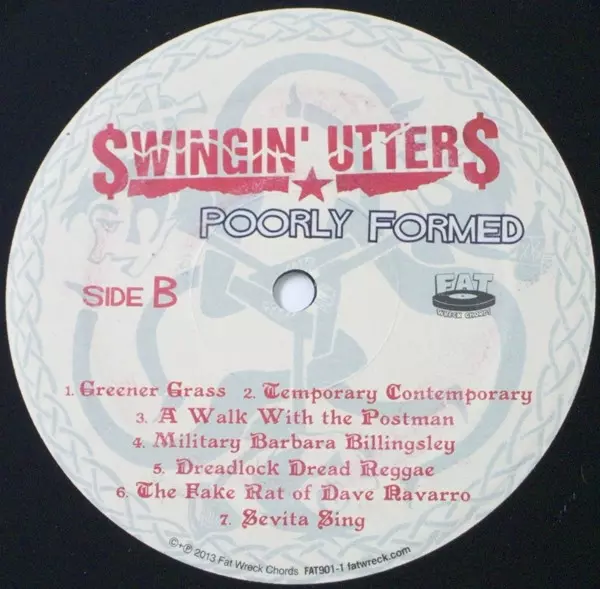 $WINGIN' UTTER$
POORLY FORMED
SIDE B
FAT
WRECK CHORDS
1. Greener Grass 2. Temporary Contemporary
3. A Walk With the Postman
4. Military Barbara Billingsley
5. Dreadlock Dread Reggae
6. The Fake Rat of Dave Navarro
7. Sevita Sing
©+℗ 2013 Fat Wreck Chords FAT901-1 fatwreck.com